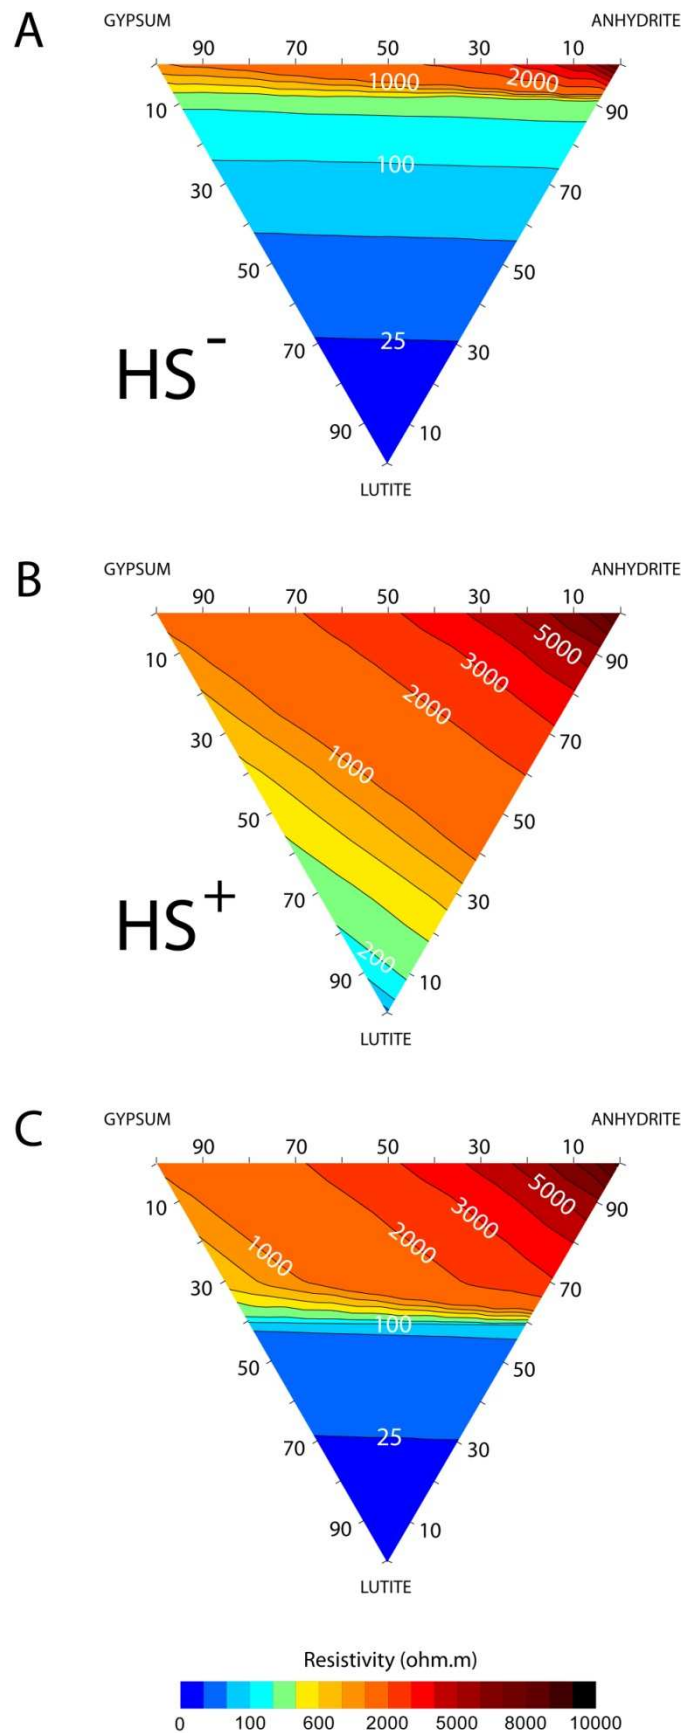 A
GYPSUM ANHYDRITE
90 70 50 30 10
1000 2000
10 90
100
30 70
50 50
25
70 30
HS-
90 10
LUTITE
B
GYPSUM ANHYDRITE
90 70 50 30 10
5000
10 90
3000
2000
30 70
1000
50 50
70 30
HS+
200
90 10
LUTITE
C
GYPSUM ANHYDRITE
90 70 50 30 10
5000
10 90
3000
2000
1000
30 70
100
50 50
25
70 30
90 10
LUTITE
Resistivity (ohm.m)
0 100 600 2000 5000 8000 10000